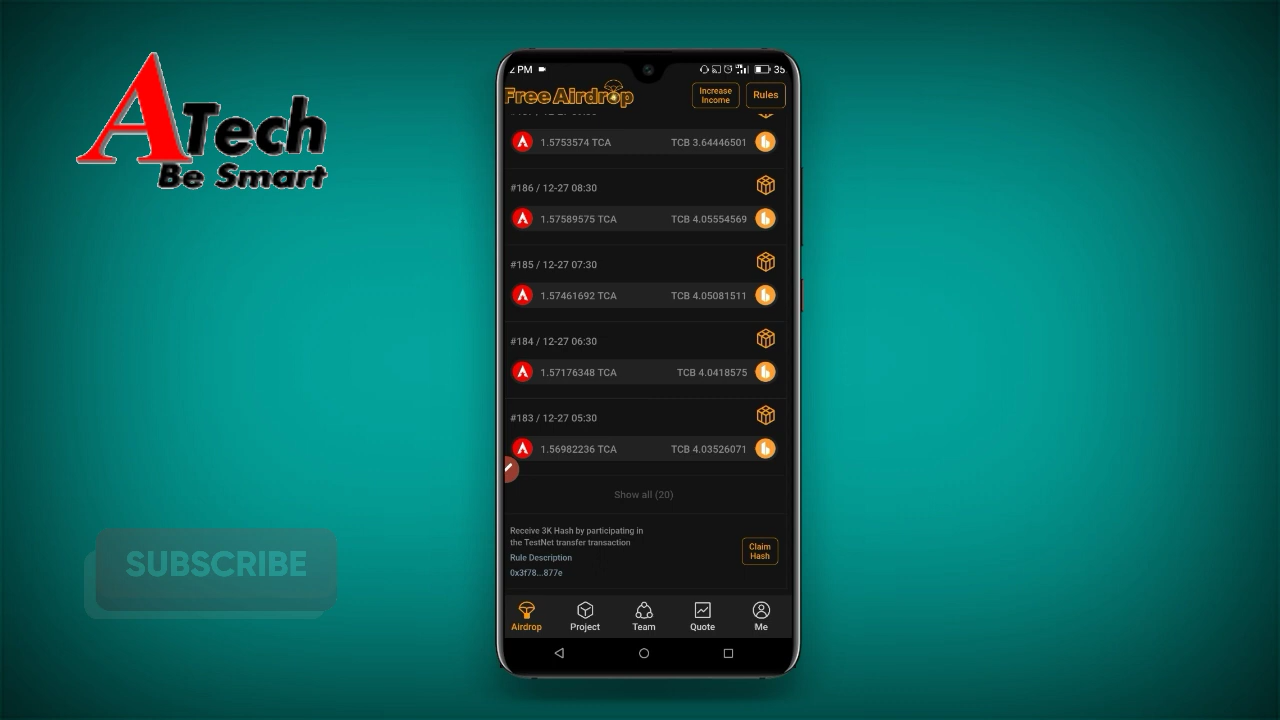 ATech
Be Smart
SUBSCRIBE
2 PM
35
Free Airdrop
Increase
Income
Rules
1.5753574 TCA
TCB 3.64446501
#186 / 12-27 08:30
1.57589575 TCA
TCB 4.05554569
#185 / 12-27 07:30
1.57461692 TCA
TCB 4.05081511
#184 / 12-27 06:30
1.57176348 TCA
TCB 4.0418575
#183 / 12-27 05:30
1.56982236 TCA
TCB 4.03526071
Show all (20)
Receive 3K Hash by participating in
the TestNet transfer transaction
Rule Description
0x3f78...877e
Claim
Hash
Airdrop
Project
Team
Quote
Me